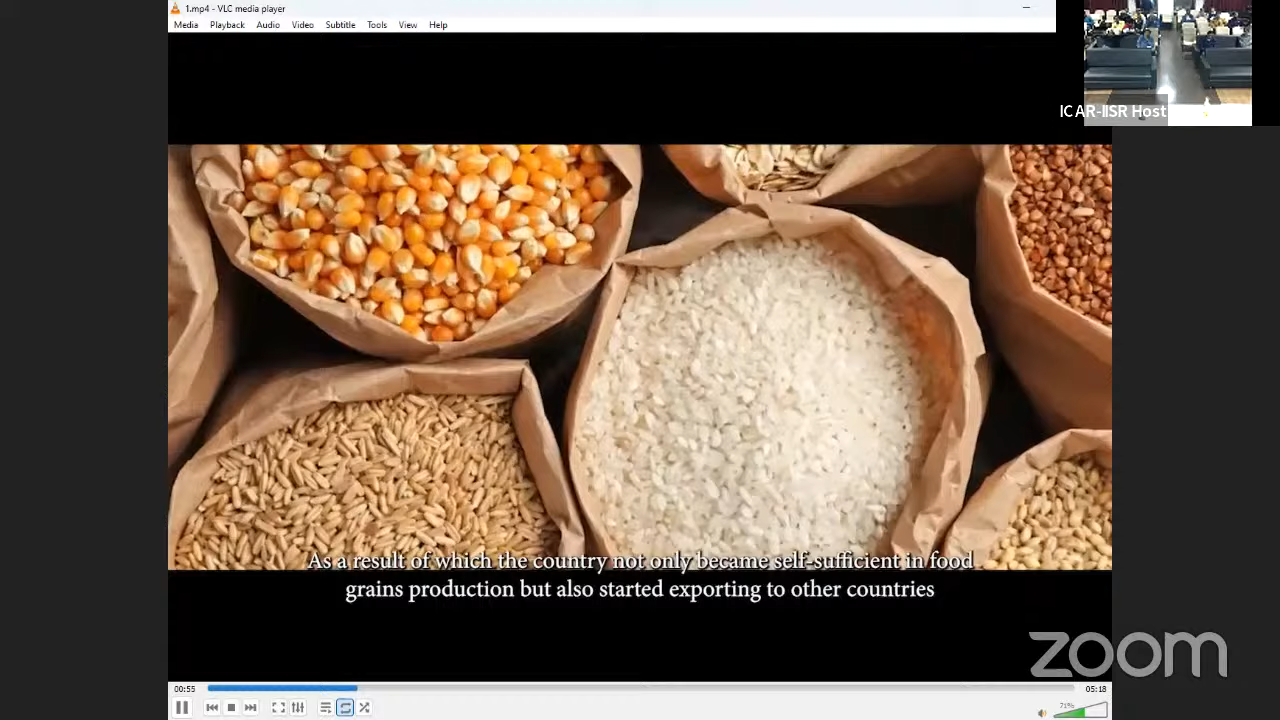 1.mp4 - VLC media player
Media Playback Audio Video Subtitle Tools View Help
ICAR-IISR Host
As a result of which the country not only became self-sufficient in food
grains production but also started exporting to other countries
zoom
00:55
05:18
71%